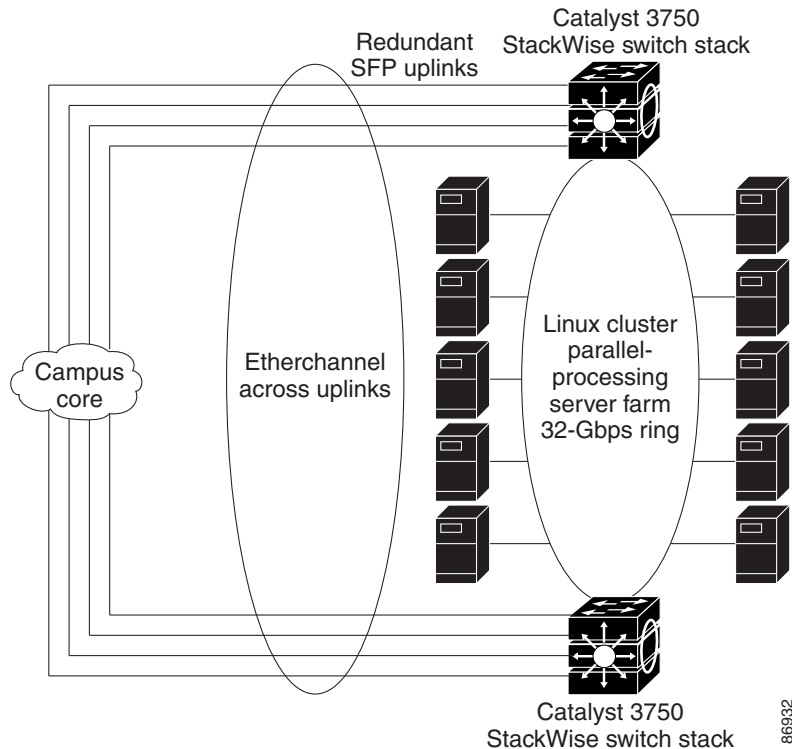 Catalyst 3750
StackWise switch stack
Redundant
SFP uplinks
Campus
core
Etherchannel
across uplinks
Linux cluster
parallel-
processing
server farm
32-Gbps ring
Catalyst 3750
StackWise switch stack
86932